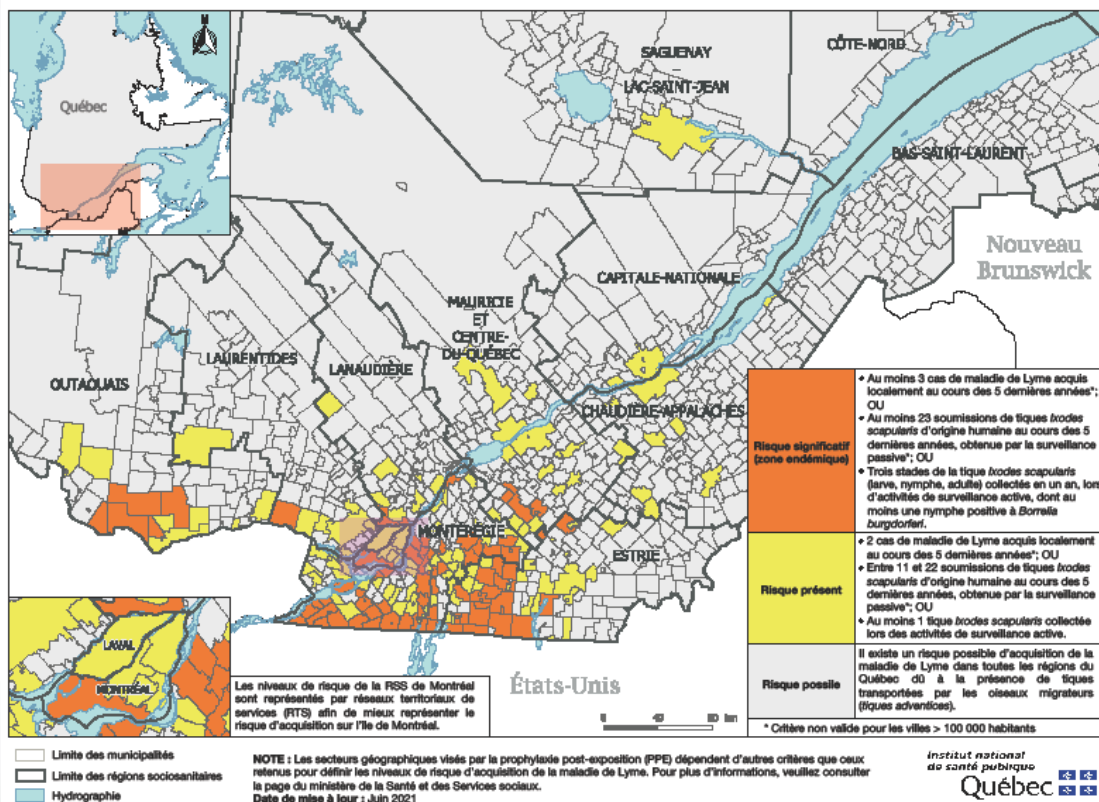 Québec
SAGUENAY
LAC-SAINT-JEAN
CÔTE-NORD
BAS-SAINT-LAURENT
Nouveau
Brunswick
CAPITALE-NATIONALE
MAURICIE
ET
CENTRE-
DU-QUÉBEC
OUTAOUAIS
LAURENTIDES
LANAUDIÈRE
CHAUDIÈRE-APPALACHES
MONTÉRÉGIE
ESTRIE
LAVAL
MONTRÉAL
États-Unis
0 40 80 km
Les niveaux de risque de la RSS de Montréal
sont représentés par réseaux territoriaux de
services (RTS) afin de mieux représenter le
risque d'acquisition sur l'île de Montréal.
Risque significatif
(zone endémique)
• Au moins 3 cas de maladie de Lyme acquis
localement au cours des 5 dernières années*;
OU
• Au moins 23 soumissions de tiques Ixodes
scapularis d'origine humaine au cours des 5
dernières années, obtenue par la surveillance
passive*; OU
• Trois stades de la tique Ixodes scapularis
(larve, nymphe, adulte) collectés en un an, lors
d'activités de surveillance active, dont au
moins une nymphe positive à Borrelia
burgdorferi.
Risque présent
• 2 cas de maladie de Lyme acquis localement
au cours des 5 dernières années*; OU
• Entre 11 et 22 soumissions de tiques Ixodes
scapularis d'origine humaine au cours des 5
dernières années, obtenue par la surveillance
passive*; OU
• Au moins 1 tique Ixodes scapularis collectée
lors des activités de surveillance active.
Risque possile
Il existe un risque possible d'acquisition de la
maladie de Lyme dans toutes les régions du
Québec dû à la présence de tiques
transportées par les oiseaux migrateurs
(tiques adventices).
* Critère non valide pour les villes > 100 000 habitants
Limite des municipalités
Limite des régions sociosanitaires
Hydrographie
NOTE : Les secteurs géographiques visés par la prophylaxie post-exposition (PPE) dépendent d'autres critères que ceux
retenus pour définir les niveaux de risque d'acquisition de la maladie de Lyme. Pour plus d'informations, veuillez consulter
la page du ministère de la Santé et des Services sociaux.
Date de mise à jour : Juin 2021
Institut national
de santé publique
Québec